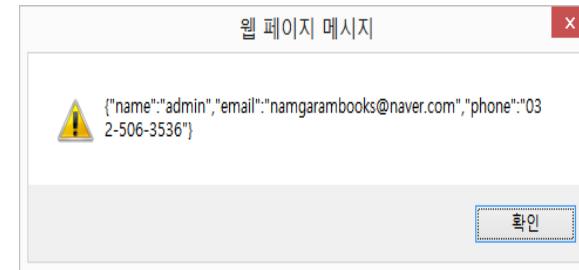 웹 페이지 메시지
x
{"name":"admin","email":"namgarambooks@naver.com","phone":"03
2-506-3536"}
확인